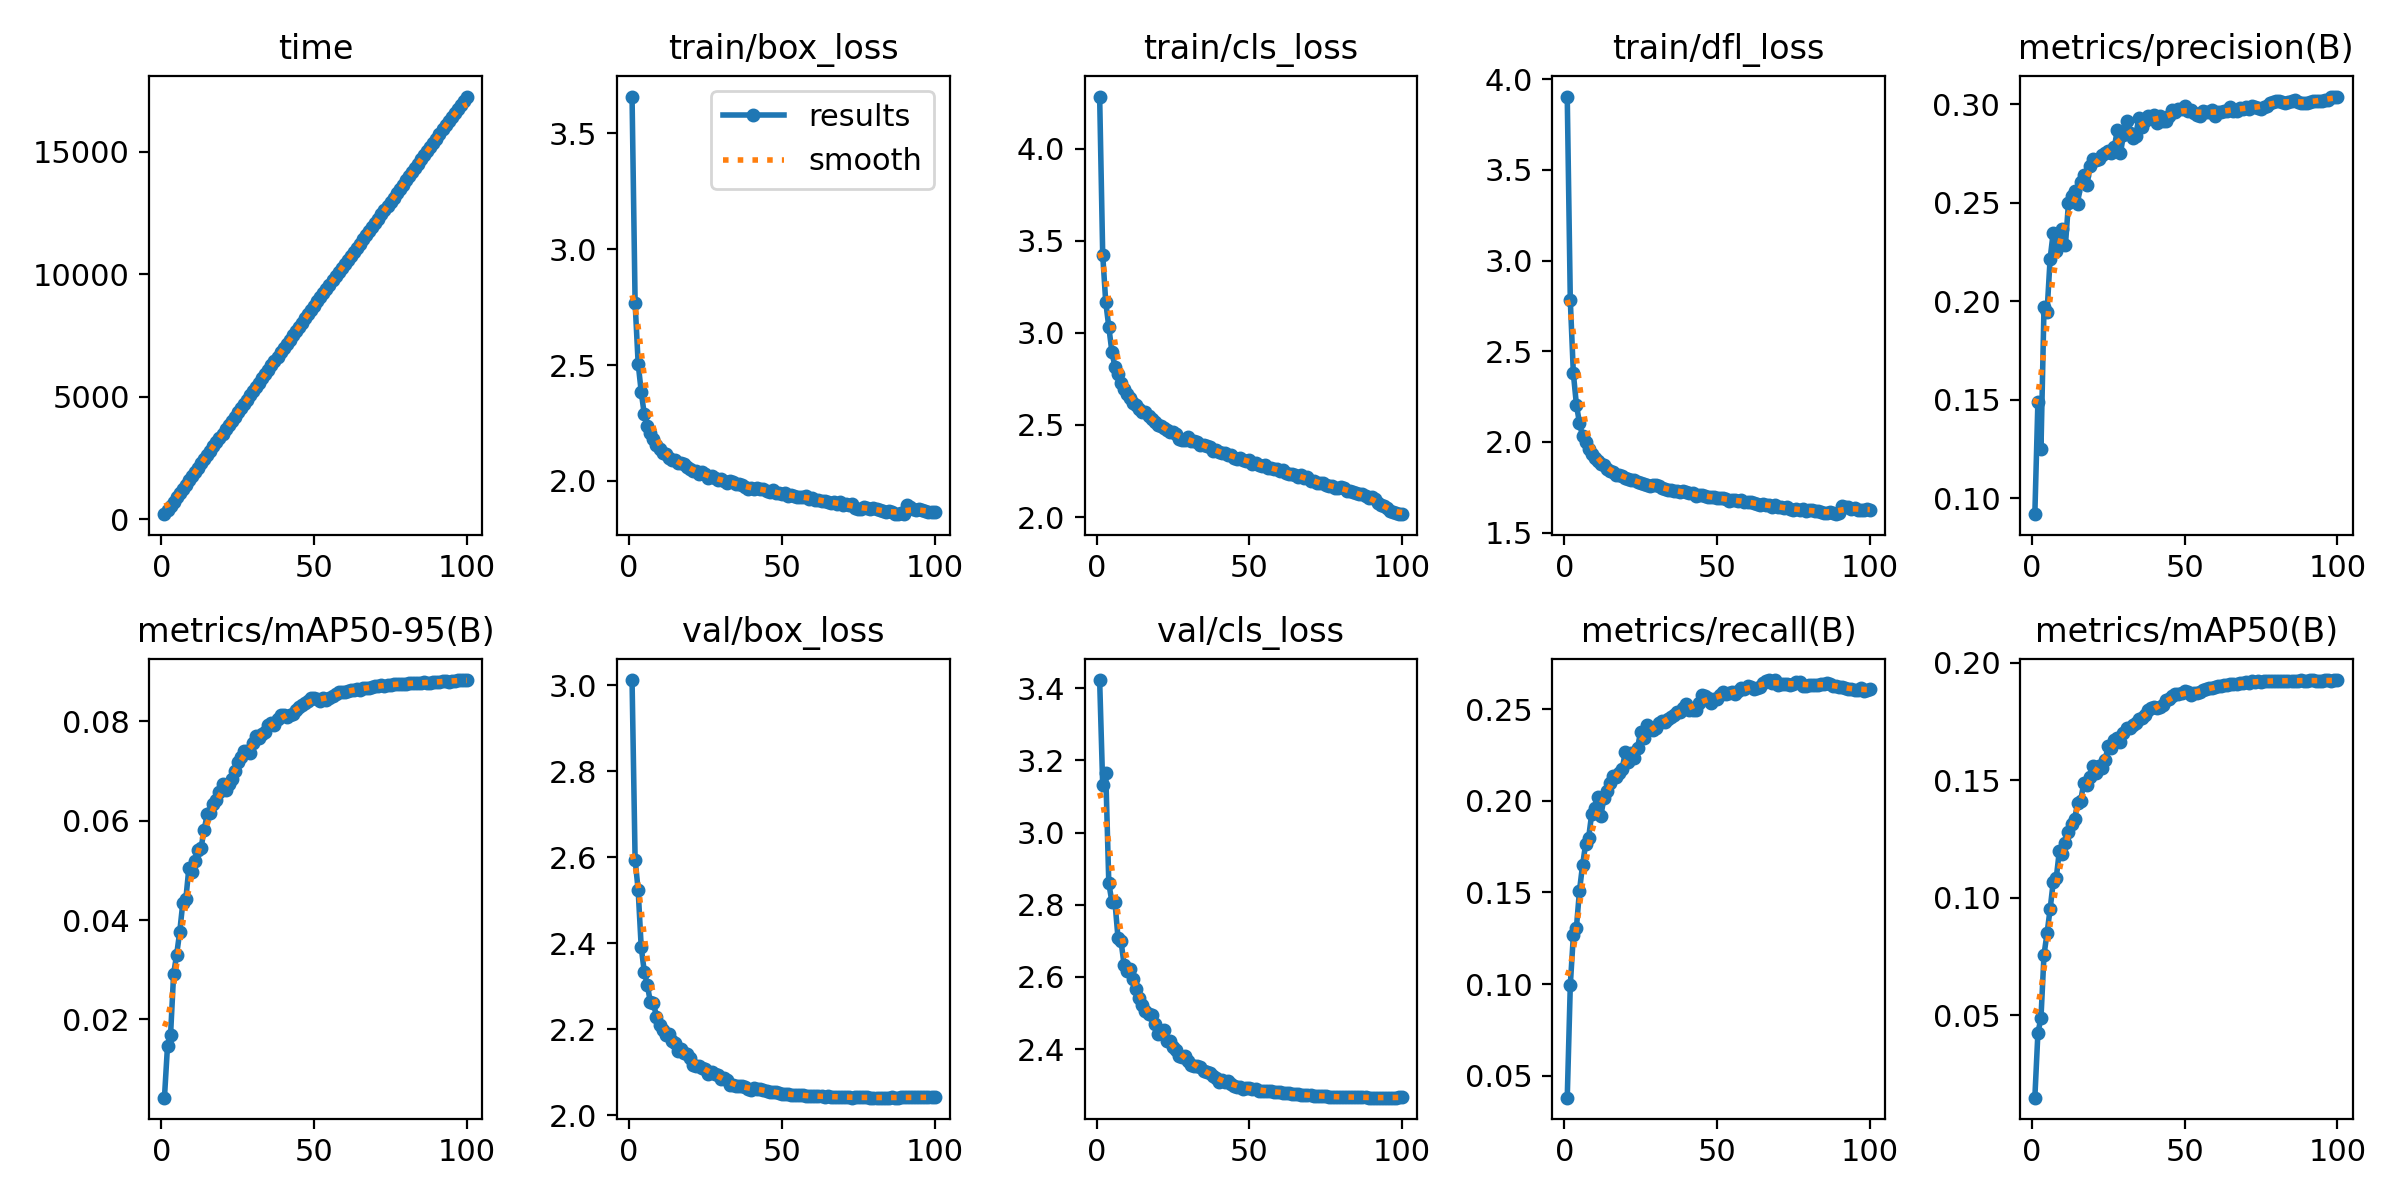 time
15000
10000
5000
0
0 50 100
train/box_loss
results
smooth
3.5
3.0
2.5
2.0
0 50 100
train/cls_loss
4.0
3.5
3.0
2.5
2.0
0 50 100
train/dfl_loss
4.0
3.5
3.0
2.5
2.0
1.5
0 50 100
metrics/precision(B)
0.30
0.25
0.20
0.15
0.10
0 50 100
metrics/mAP50-95(B)
0.08
0.06
0.04
0.02
0 50 100
val/box_loss
3.0
2.8
2.6
2.4
2.2
2.0
0 50 100
val/cls_loss
3.4
3.2
3.0
2.8
2.6
2.4
0 50 100
metrics/recall(B)
0.25
0.20
0.15
0.10
0.05
0 50 100
metrics/mAP50(B)
0.20
0.15
0.10
0.05
0 50 100